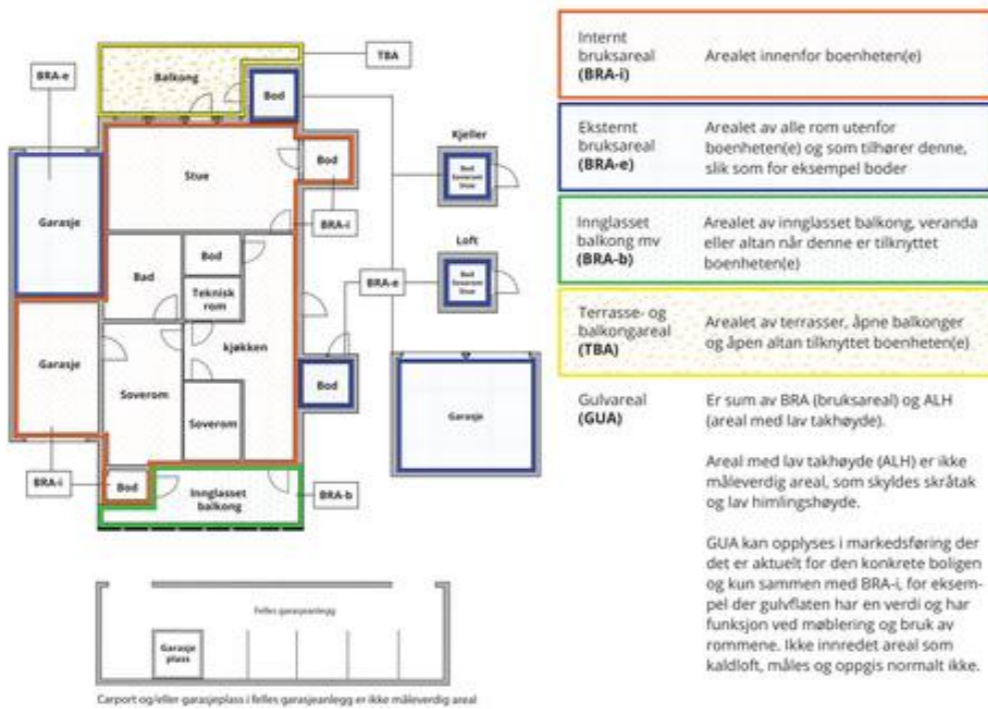 TBA
BRA-e
Balkong
Bod
Kjeller
Bod
Soverom
Stue
Stue
Bod
Garasje
BRA-i
Loft
Bod
Bad
Teknisk
rom
BRA-e
Bod
Soverom
Stue
kjøkken
Garasje
Soverom
Bod
Garasje
Soverom
BRA-i
Bod
Innglasset
balkong
BRA-b
Felles garasjeanlegg
Garasje
plass
Carport og/eller garasjeplass i felles garasjeanlegg er ikke måleverdig areal
Internt
bruksareal
(BRA-i)
Arealet innenfor boenheten(e)
Eksternt
bruksareal
(BRA-e)
Arealet av alle rom utenfor
boenheten(e) og som tilhører denne,
slik som for eksempel boder
Innglasset
balkong mv
(BRA-b)
Arealet av innglasset balkong, veranda
eller altan når denne er tilknyttet
boenheten(e)
Terrasse- og
balkongareal
(TBA)
Arealet av terrasser, åpne balkonger
og åpen altan tilknyttet boenheten(e)
Gulvareal
(GUA)
Er sum av BRA (bruksareal) og ALH
(areal med lav takhøyde).
Areal med lav takhøyde (ALH) er ikke
måleverdig areal, som skyldes skråtak
og lav himlingshøyde.
GUA kan opplyses i markedsføring der
det er aktuelt for den konkrete boligen
og kun sammen med BRA-i, for eksem-
pel der gulvflaten har en verdi og har
funksjon ved møblering og bruk av
rommene. Ikke innredet areal som
kaldloft, måles og oppgis normalt ikke.